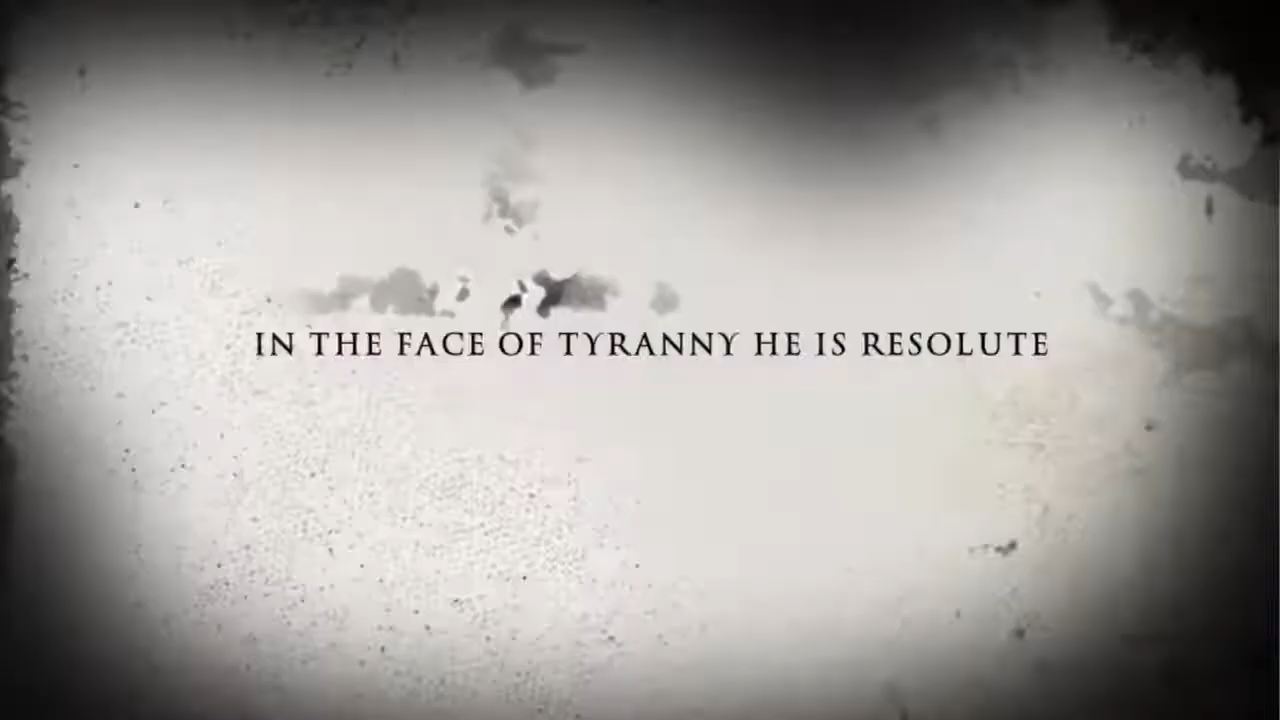 IN THE FACE OF TYRANNY HE IS RESOLUTE